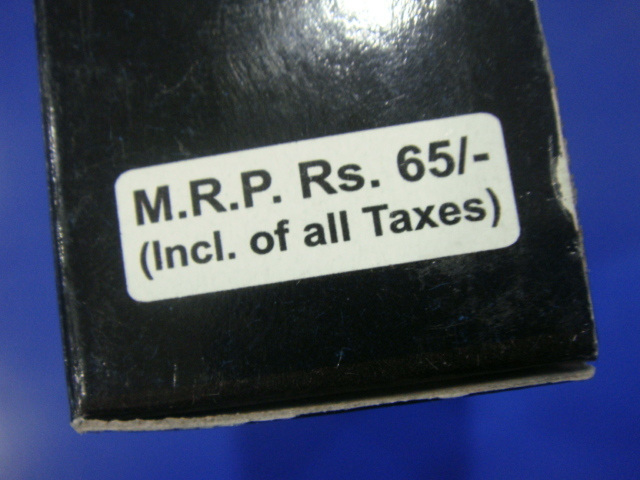 M.R.P. Rs. 65/-
(Incl. of all Taxes)